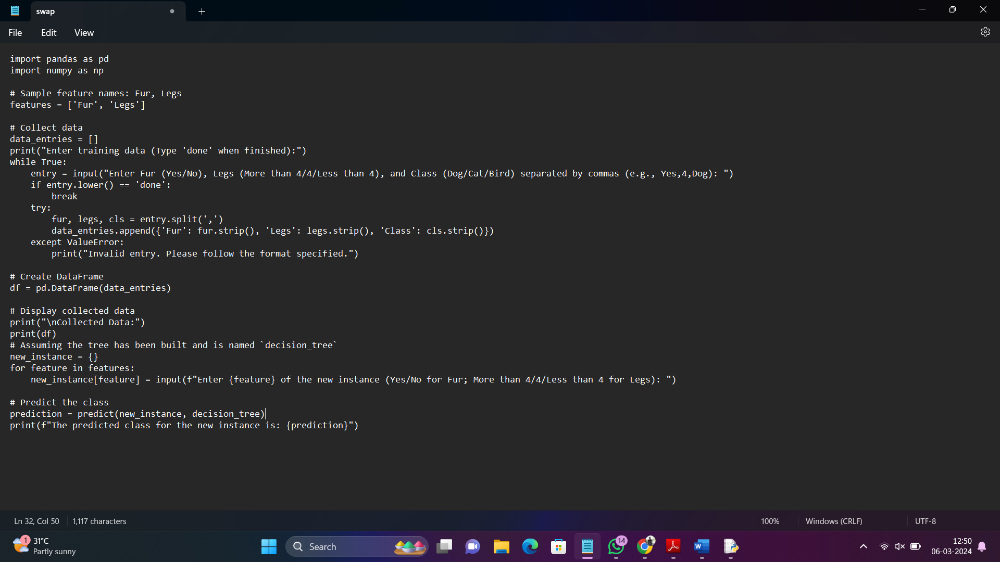 swap
File Edit View
import pandas as pd
import numpy as np
# Sample feature names: Fur, Legs
features = ['Fur', 'Legs']
# Collect data
data_entries = []
print("Enter training data (Type 'done' when finished):")
while True:
    entry = input("Enter Fur (Yes/No), Legs (More than 4/4/Less than 4), and Class (Dog/Cat/Bird) separated by commas (e.g., Yes,4,Dog): ")
    if entry.lower() == 'done':
        break
    try:
        fur, legs, cls = entry.split(',')
        data_entries.append({'Fur': fur.strip(), 'Legs': legs.strip(), 'Class': cls.strip()})
    except ValueError:
        print("Invalid entry. Please follow the format specified.")
# Create DataFrame
df = pd.DataFrame(data_entries)
# Display collected data
print("\nCollected Data:")
print(df)
# Assuming the tree has been built and is named `decision_tree`
new_instance = {}
for feature in features:
    new_instance[feature] = input(f"Enter {feature} of the new instance (Yes/No for Fur; More than 4/4/Less than 4 for Legs): ")
# Predict the class
prediction = predict(new_instance, decision_tree)
print(f"The predicted class for the new instance is: {prediction}")
Ln 32, Col 50 1,117 characters 100% Windows (CRLF) UTF-8
1 31°C
Partly sunny
Search
14
W
12:50
06-03-2024